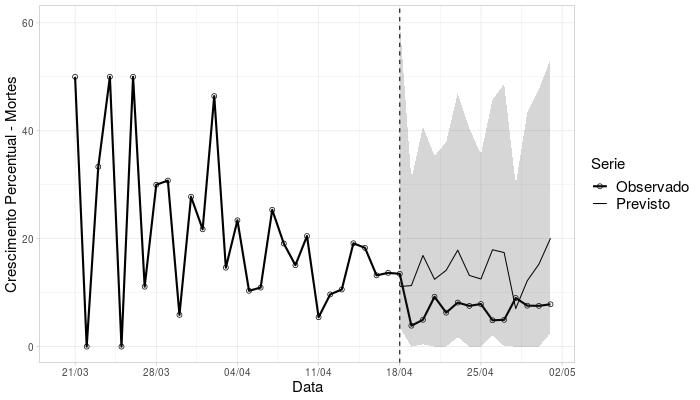 Crescimento Percentual - Mortes
60
40
20
0
21/03 28/03 04/04 11/04 18/04 25/04 02/05
Data
Serie
Observado
Previsto